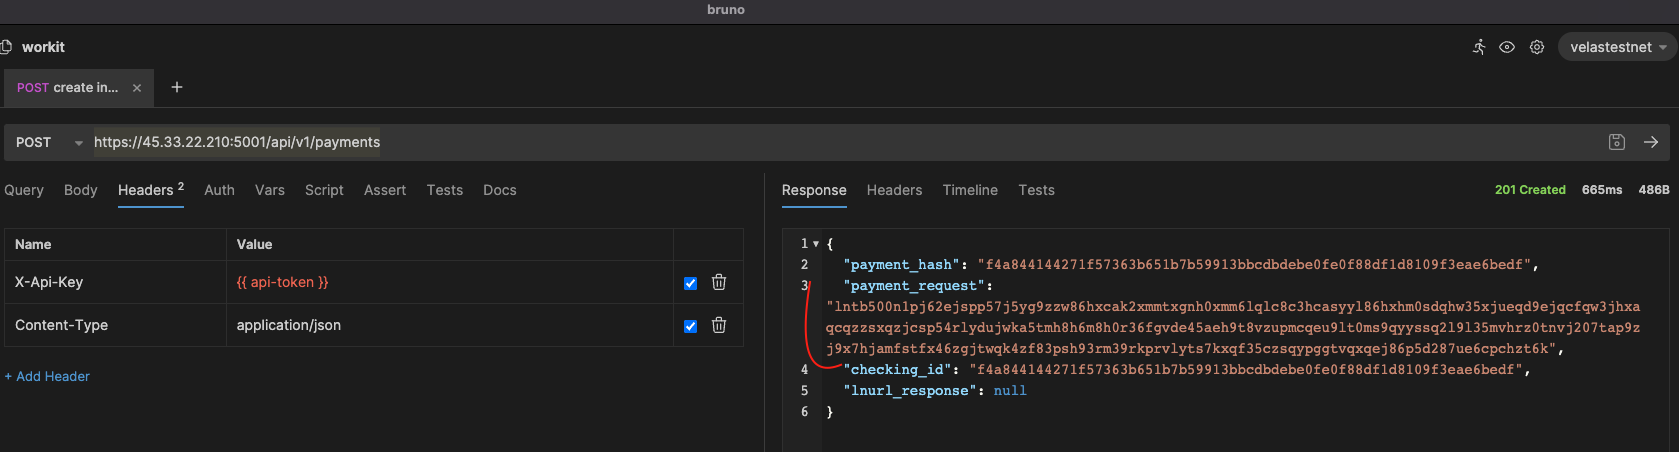 bruno
workit
velastestnet
POST create in...
POST
https://45.33.22.210:5001/api/v1/payments
Query Body Headers 2 Auth Vars Script Assert Tests Docs
Response Headers Timeline Tests
201 Created 665ms 486B
Name Value
X-Api-Key {{ api-token }}
Content-Type application/json
+ Add Header
1 {
2 "payment_hash": "f4a844144271f57363b651b7b59913bbcdbdebe0fe0f88df1d8109f3eae6bedf",
3 "payment_request":
"lntb500n1pj62ejspp57j5yg9zzw86hxcak2xmmtxgnh0xmm6lqlc8c3hcasyyl86hxhm0sdqhw35xjueqd9ejqcfqw3jhxa
qcqzzsxqzjcsp54rlydujwka5tmh8h6m8h0r36fgvde45aeh9t8vzupmcqeu9lt0ms9qyyssq2l9l35mvhrz0tnvj207tap9z
j9x7hjamfstfx46zgjtwqk4zf83psh93rm39rkprvlyts7kxqf35czsqypggtvqxqej86p5d287ue6cpchzt6k",
4 "checking_id": "f4a844144271f57363b651b7b59913bbcdbdebe0fe0f88df1d8109f3eae6bedf",
5 "lnurl_response": null
6 }